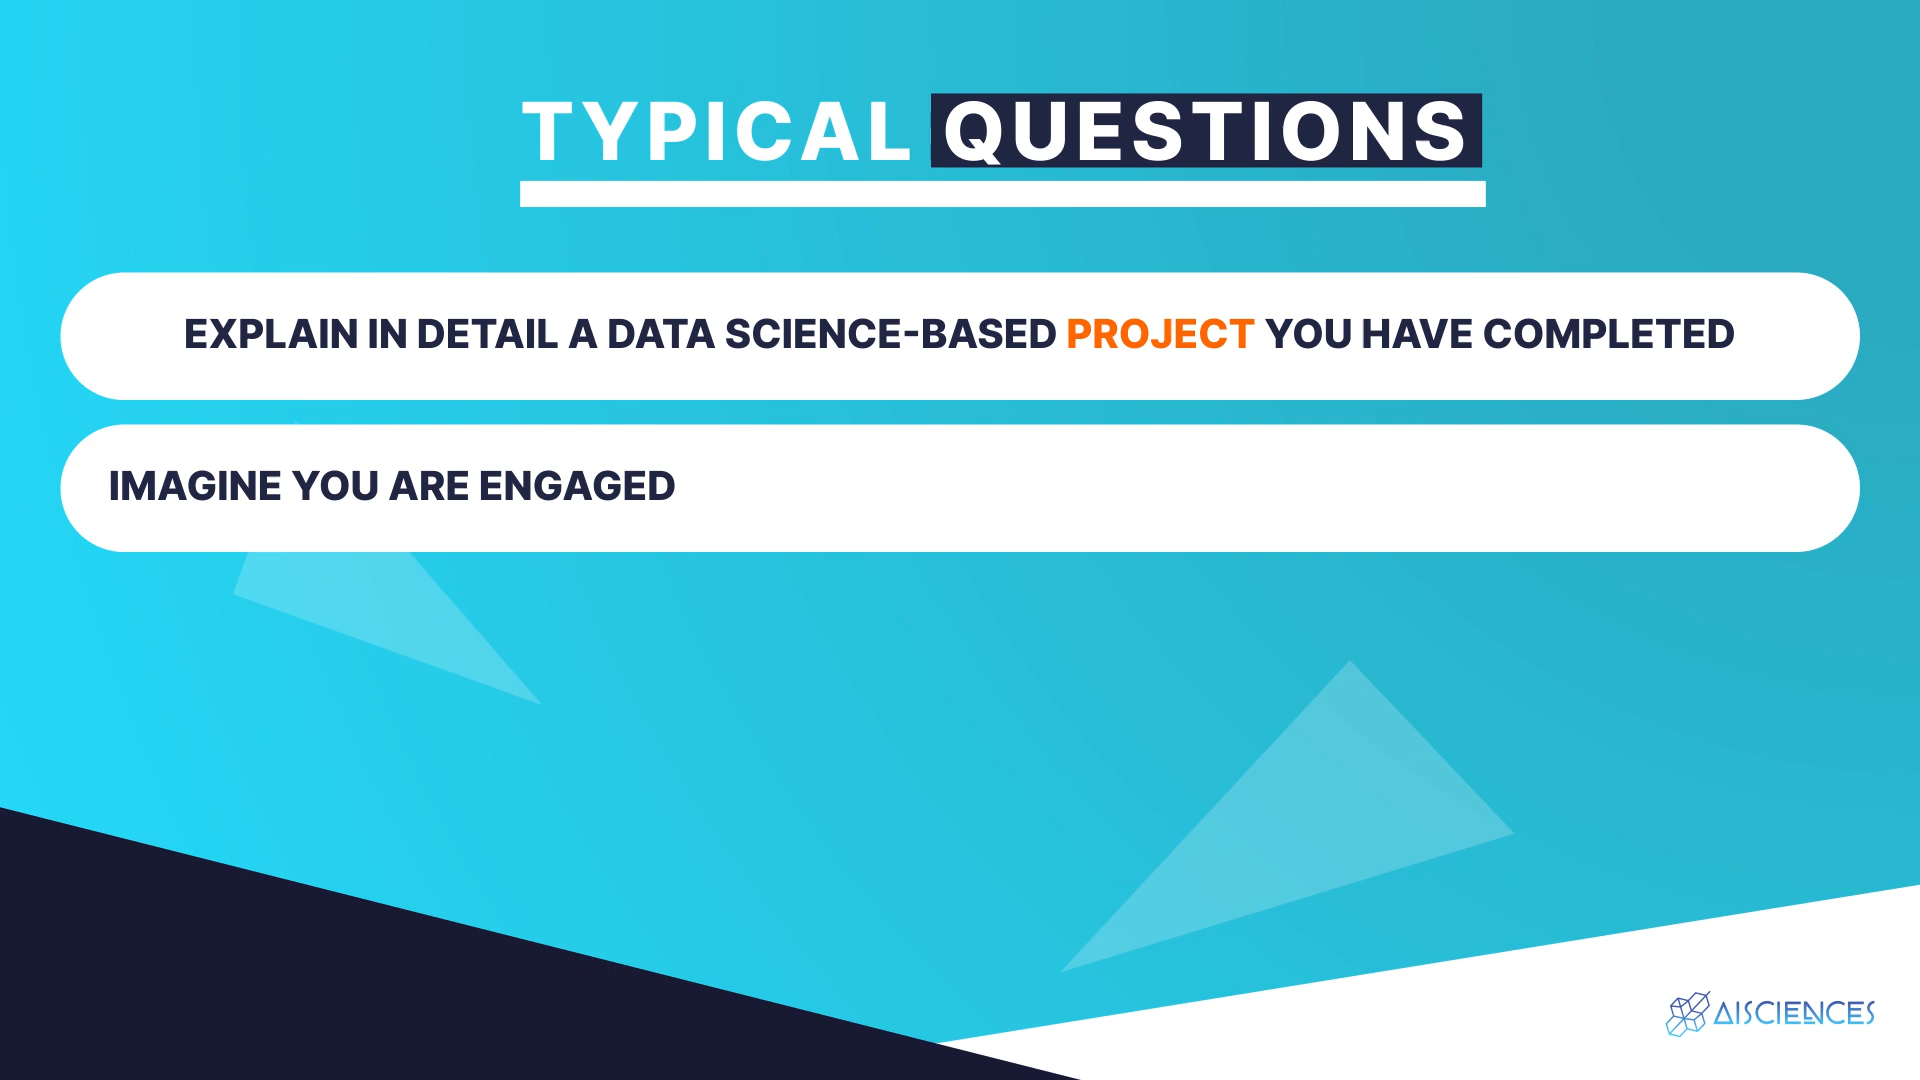 TYPICAL QUESTIONS
EXPLAIN IN DETAIL A DATA SCIENCE-BASED PROJECT YOU HAVE COMPLETED
IMAGINE YOU ARE ENGAGED
AISCIENCES